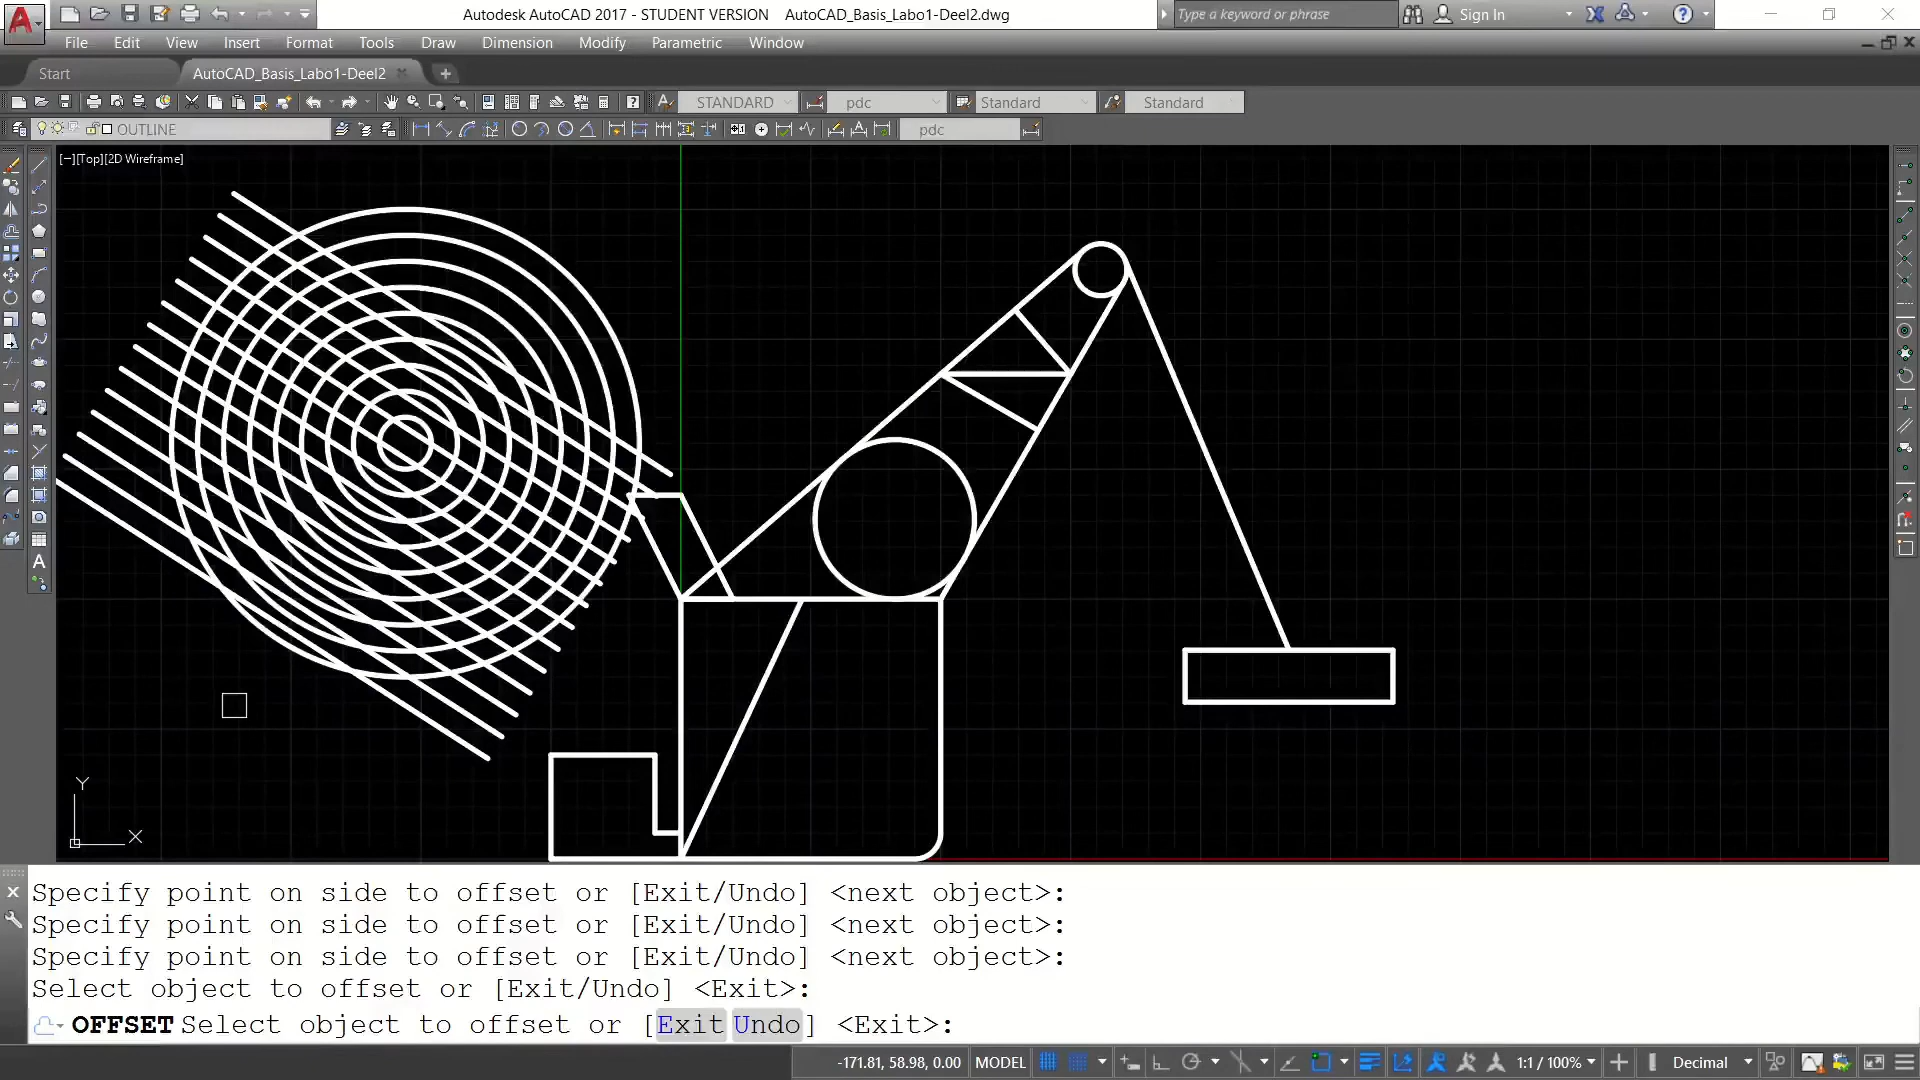 Autodesk AutoCAD 2017 - STUDENT VERSION AutoCAD_Basis_Labo1-Deel2.dwg
Type a keyword or phrase
Sign In
File Edit View Insert Format Tools Draw Dimension Modify Parametric Window
Start
AutoCAD_Basis_Labo1-Deel2
STANDARD
pdc
Standard
Standard
OUTLINE
pdc
[−][Top][2D Wireframe]
Y
X
Specify point on side to offset or [Exit/Undo] <next object>:
Specify point on side to offset or [Exit/Undo] <next object>:
Specify point on side to offset or [Exit/Undo] <next object>:
Select object to offset or [Exit/Undo] <Exit>:
OFFSET Select object to offset or [Exit Undo] <Exit>:
-171.81, 58.98, 0.00 MODEL 1:1 / 100% Decimal